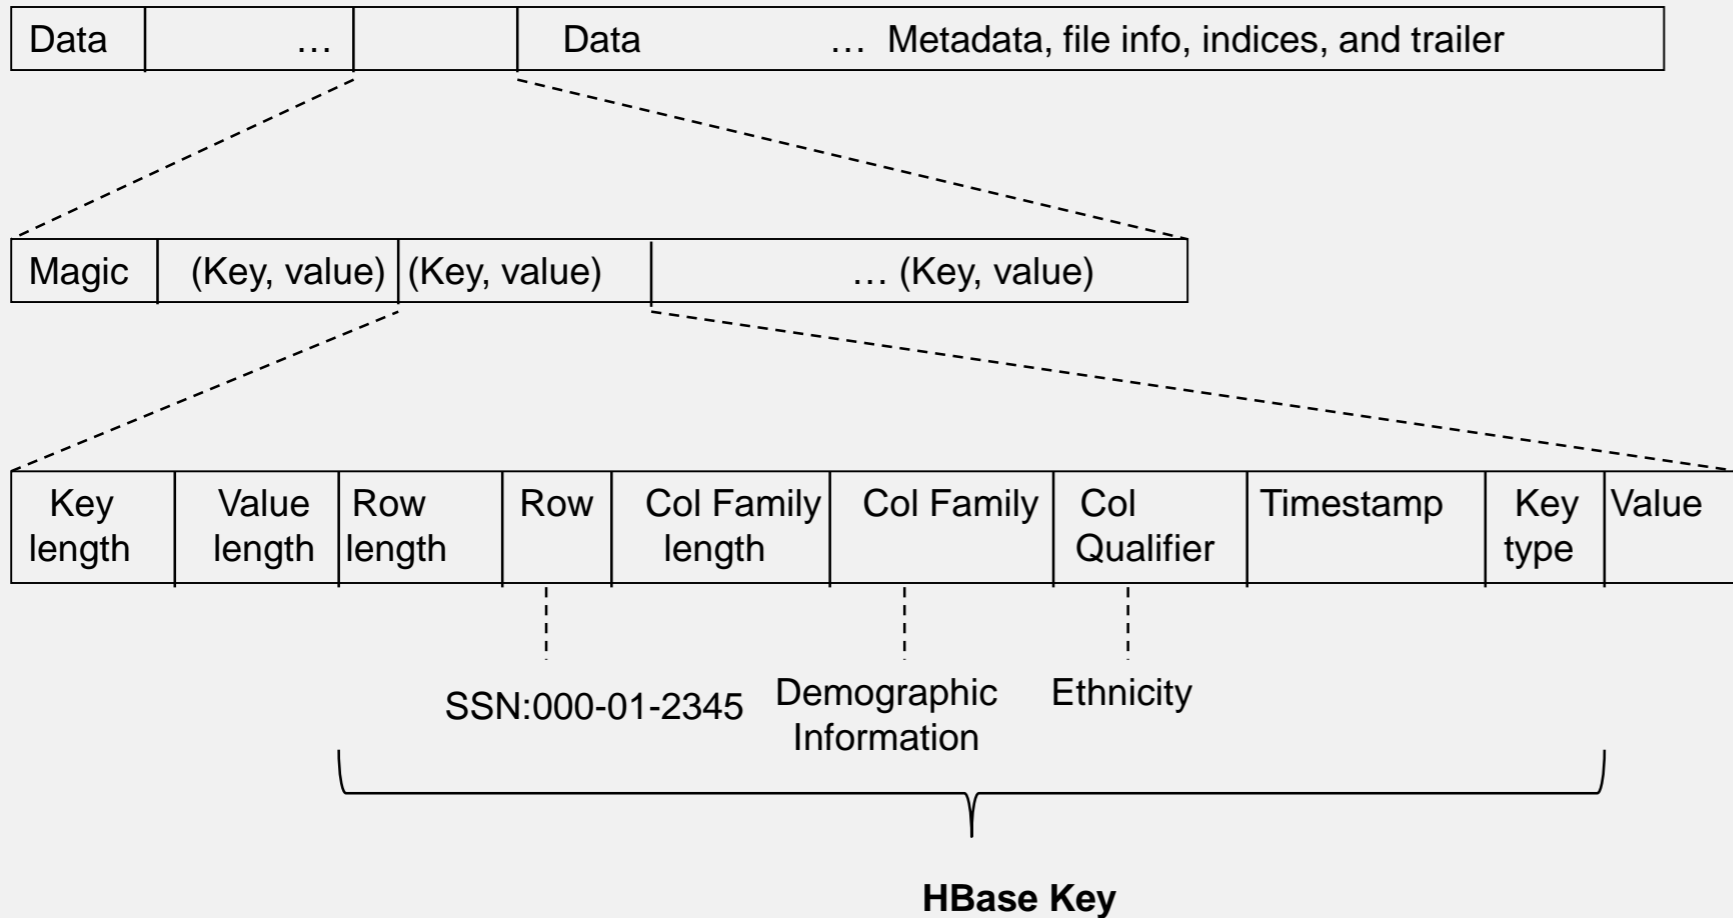 Data … Data … Metadata, file info, indices, and trailer
Magic (Key, value) (Key, value) … (Key, value)
Key length
Value length
Row length
Row
Col Family length
Col Family
Col Qualifier
Timestamp
Key type
Value
SSN:000-01-2345
Demographic
Information
Ethnicity
HBase Key